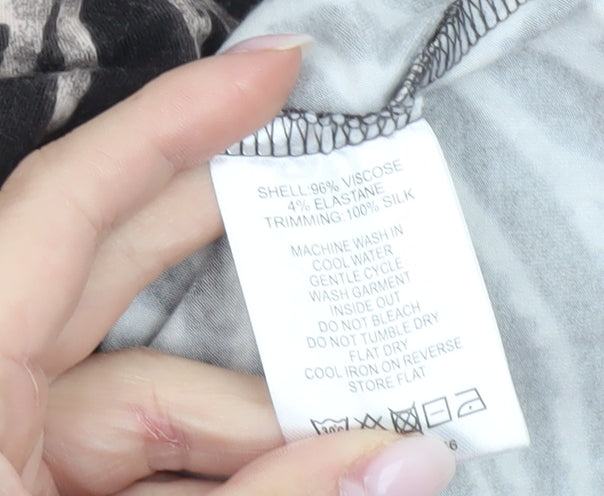 SHELL:96% VISCOSE
4% ELASTANE
TRIMMING:100% SILK
MACHINE WASH IN
COOL WATER
GENTLE CYCLE
WASH GARMENT
INSIDE OUT
DO NOT BLEACH
DO NOT TUMBLE DRY
FLAT DRY
COOL IRON ON REVERSE
STORE FLAT